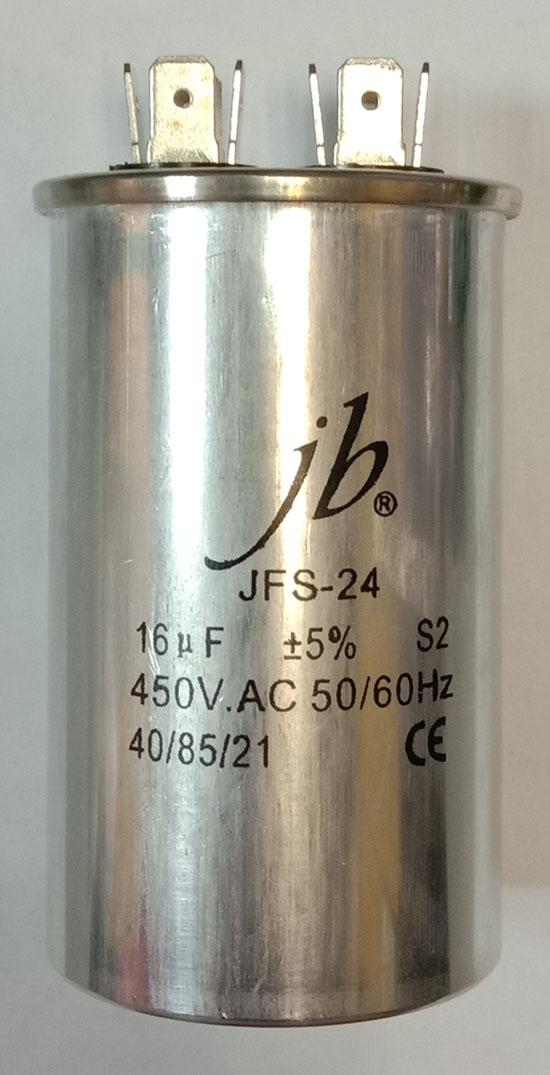 jb®
JFS-24
16μF ±5% S2
450V.AC 50/60Hz
40/85/21 CE